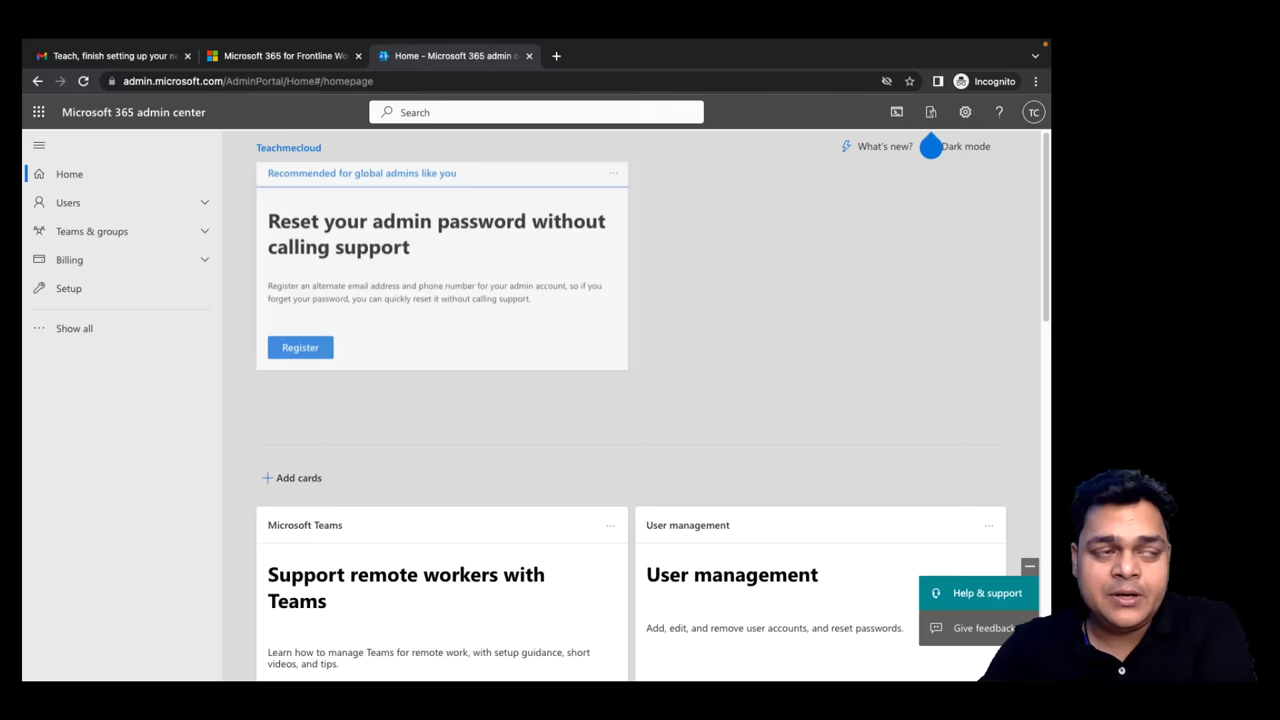 Teach, finish setting up your n
Microsoft 365 for Frontline Wo
Home - Microsoft 365 admin c
admin.microsoft.com/AdminPortal/Home#/homepage
Incognito
Microsoft 365 admin center
Search
TC
Teachmecloud
What's new?
Dark mode
Home
Users
Teams & groups
Billing
Setup
Show all
Recommended for global admins like you
Reset your admin password without
calling support
Register an alternate email address and phone number for your admin account, so if you
forget your password, you can quickly reset it without calling support.
Register
Add cards
Microsoft Teams
Support remote workers with
Teams
Learn how to manage Teams for remote work, with setup guidance, short
videos, and tips.
User management
User management
Add, edit, and remove user accounts, and reset passwords.
Help & support
Give feedback